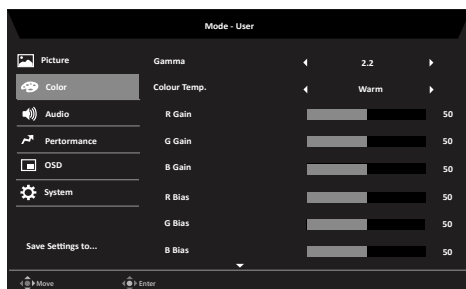 Mode - User
Picture
Color
Audio
Pertormance
OSD
System
Save Settings to...
Gamma 2.2
Colour Temp. Warm
R Gain 50
G Gain 50
B Gain 50
R Bias 50
G Bias 50
B Bias 50
Move Enter